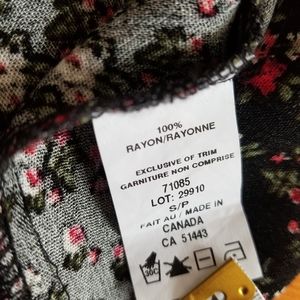 100%
RAYON/RAYONNE
EXCLUSIVE OF TRIM
GARNITURE NON COMPRISE
71085
LOT: 29910
S/P
FAIT AU / MADE IN
CANADA
CA 51443
30C